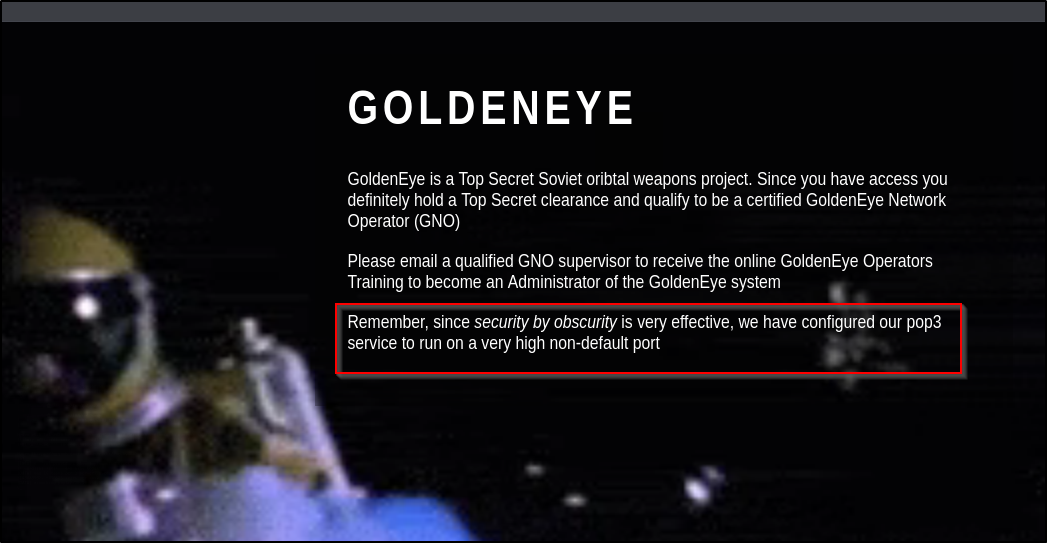 GOLDENEYE
GoldenEye is a Top Secret Soviet oribtal weapons project. Since you have access you
definitely hold a Top Secret clearance and qualify to be a certified GoldenEye Network
Operator (GNO)
Please email a qualified GNO supervisor to receive the online GoldenEye Operators
Training to become an Administrator of the GoldenEye system
Remember, since security by obscurity is very effective, we have configured our pop3
service to run on a very high non-default port